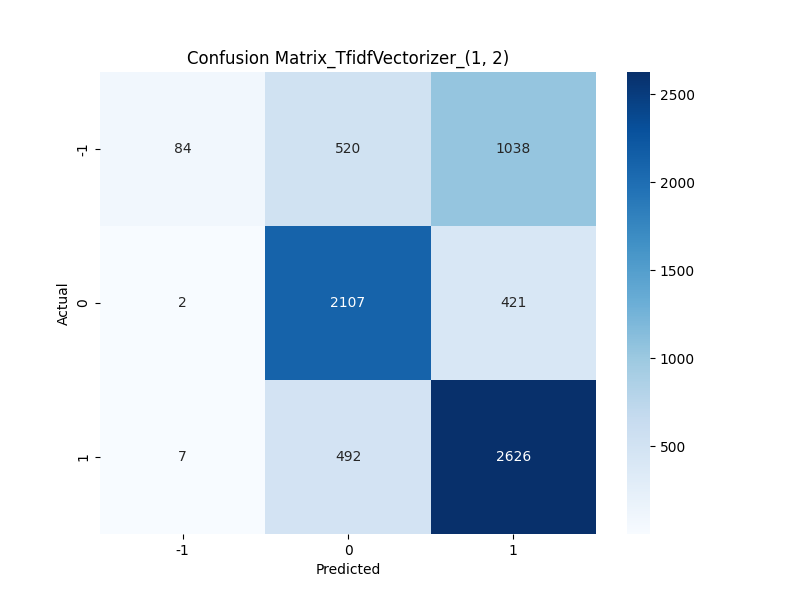 Confusion Matrix_TfidfVectorizer_(1, 2)
-1 84 520 1038
0 2 2107 421
1 7 492 2626
-1 0 1
Actual
Predicted
2500
2000
1500
1000
500